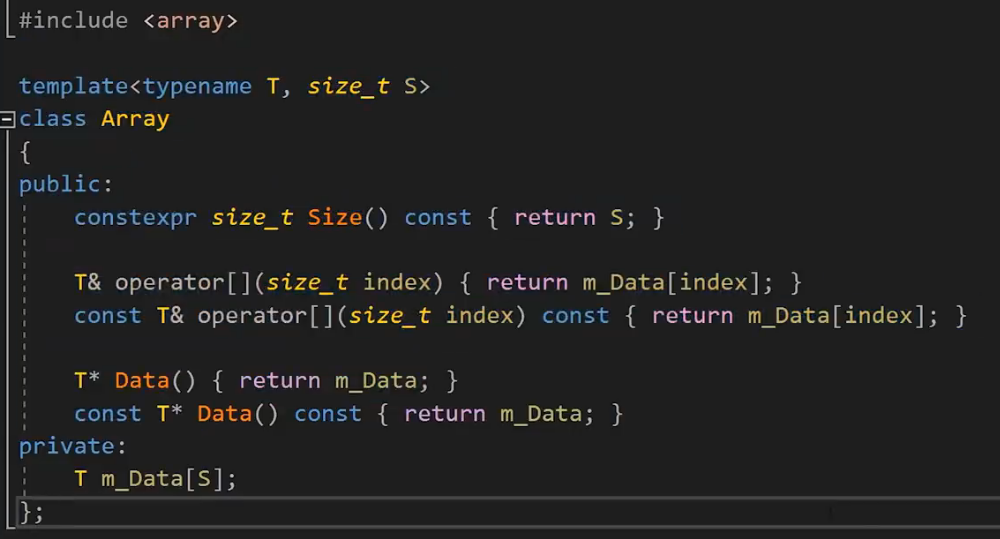 #include <array>
template<typename T, size_t S>
class Array
{
public:
    constexpr size_t Size() const { return S; }
    T& operator[](size_t index) { return m_Data[index]; }
    const T& operator[](size_t index) const { return m_Data[index]; }
    T* Data() { return m_Data; }
    const T* Data() const { return m_Data; }
private:
    T m_Data[S];
};